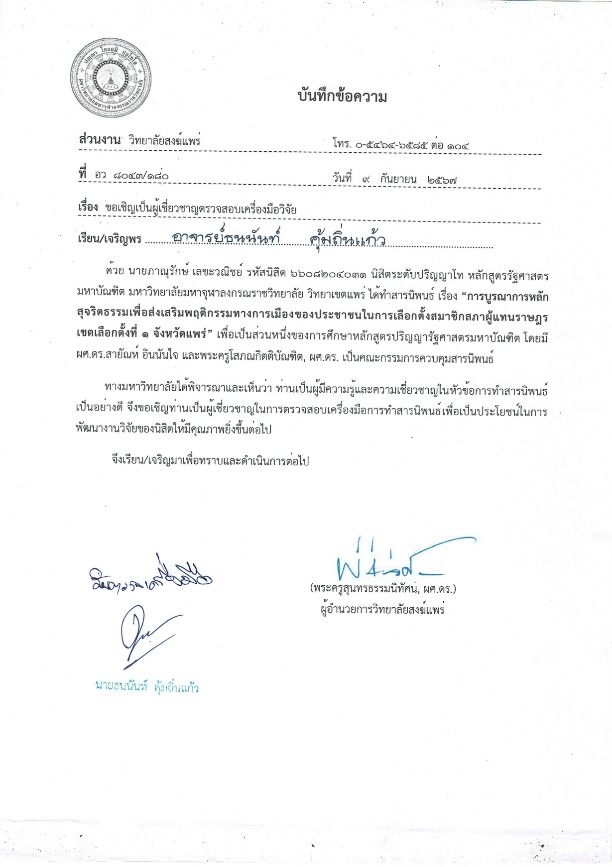 บันทึกข้อความ
ส่วนงาน วิทยาลัยสงฆ์แพร่ โทร. ๐-๕๔๖๔-๖๕๘๕ ต่อ ๑๐๔
ที่ อว ๘๐๔๓/๑๘๐ วันที่ ๙ กันยายน ๒๕๖๗
เรื่อง ขอเชิญเป็นผู้เชี่ยวชาญตรวจสอบเครื่องมือวิจัย
เรียน/เจริญพร อาจารย์ธนนันท์ คุ้มถิ่นแก้ว
ด้วย นายภาณุรักษ์ เลขะวณิชย์ รหัสนิสิต ๖๖๐๘๒๐๔๐๓๑ นิสิตระดับปริญญาโท หลักสูตรรัฐศาสตร
มหาบัณฑิต มหาวิทยาลัยมหาจุฬาลงกรณราชวิทยาลัย วิทยาเขตแพร่ ได้ทำสารนิพนธ์ เรื่อง “การบูรณาการหลัก
สุจริตธรรมเพื่อส่งเสริมพฤติกรรมทางการเมืองของประชาชนในการเลือกตั้งสมาชิกสภาผู้แทนราษฎร
เขตเลือกตั้งที่ ๑ จังหวัดแพร่” เพื่อเป็นส่วนหนึ่งของการศึกษาหลักสูตรปริญญารัฐศาสตรมหาบัณฑิต โดยมี
ผศ.ดร.สายัณห์ อินนันใจ และพระครูโสภณกิตติบัณฑิต, ผศ.ดร. เป็นคณะกรรมการควบคุมสารนิพนธ์
ทางมหาวิทยาลัยได้พิจารณาและเห็นว่า ท่านเป็นผู้มีความรู้และความเชี่ยวชาญในหัวข้อการทำสารนิพนธ์
เป็นอย่างดี จึงขอเชิญท่านเป็นผู้เชี่ยวชาญในการตรวจสอบเครื่องมือการทำสารนิพนธ์เพื่อเป็นประโยชน์ในการ
พัฒนางานวิจัยของนิสิตให้มีคุณภาพยิ่งขึ้นต่อไป
จึงเรียน/เจริญมาเพื่อทราบและดำเนินการต่อไป
(พระครูสุนทรธรรมนิทัศน์, ผศ.ดร.)
ผู้อำนวยการวิทยาลัยสงฆ์แพร่
นายธนนันท์ คุ้มถิ่นแก้ว